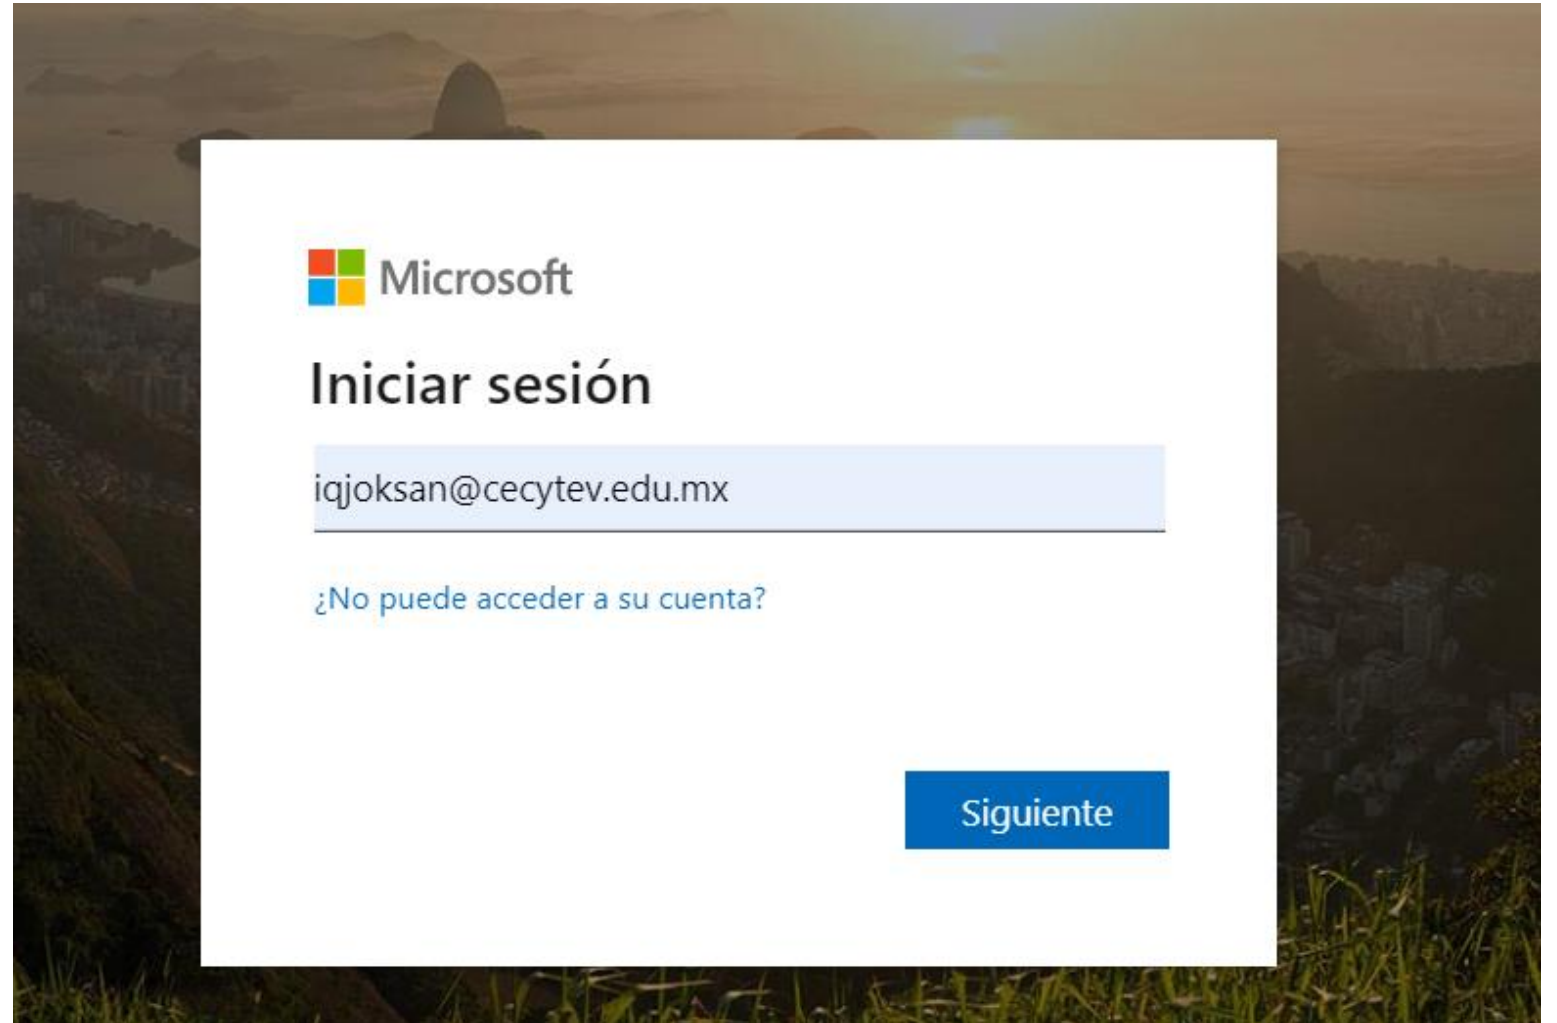 Microsoft
Iniciar sesión
iqjoksan@cecytev.edu.mx
¿No puede acceder a su cuenta?
Siguiente